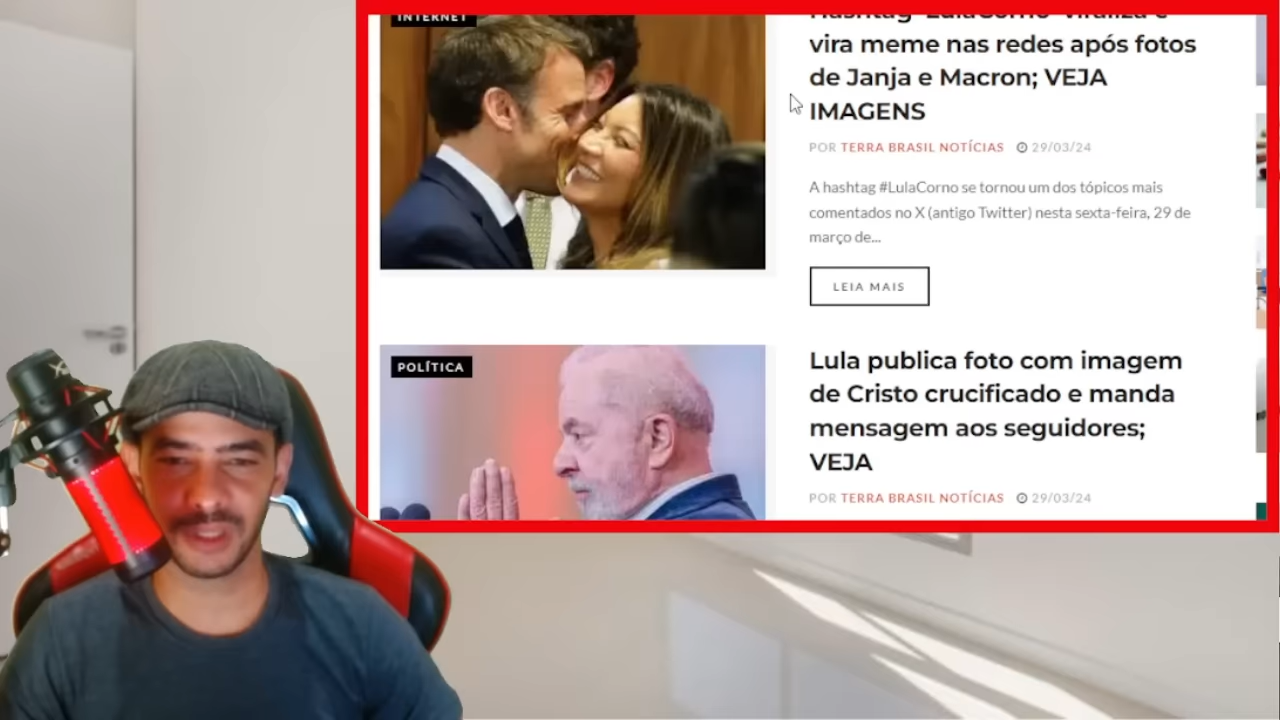 INTERNET
Hashtag 'LulaCorno' viraliza e
vira meme nas redes após fotos
de Janja e Macron; VEJA
IMAGENS
POR TERRA BRASIL NOTÍCIAS 29/03/24
A hashtag #LulaCorno se tornou um dos tópicos mais
comentados no X (antigo Twitter) nesta sexta-feira, 29 de
março de...
LEIA MAIS
POLÍTICA
Lula publica foto com imagem
de Cristo crucificado e manda
mensagem aos seguidores;
VEJA
POR TERRA BRASIL NOTÍCIAS 29/03/24